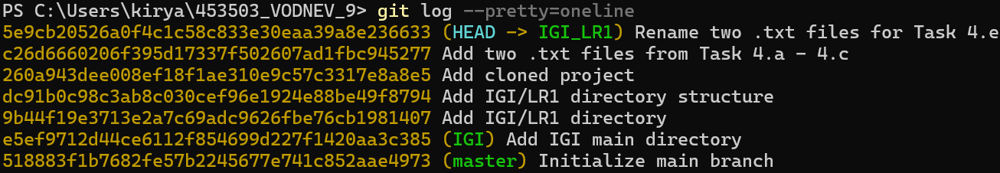 PS C:\Users\kirya\453503_VODNEV_9> git log --pretty=oneline
5e9cb20526a0f4c1c58c833e30eaa39a8e236633 (HEAD -> IGI_LR1) Rename two .txt files for Task 4.e
c26d6660206f395d17337f502607ad1fbc945277 Add two .txt files from Task 4.a - 4.c
260a943dee008ef18f1ae310e9c57c3317e8a8e5 Add cloned project
dc91b0c98c3ab8c030cef96e1924e88be49f8794 Add IGI/LR1 directory structure
9b44f19e3713e2a7c69adc9626fbe76cb1981407 Add IGI/LR1 directory
e5ef9712d44ce6112f854699d227f1420aa3c385 (IGI) Add IGI main directory
518883f1b7682fe57b2245677e741c852aae4973 (master) Initialize main branch